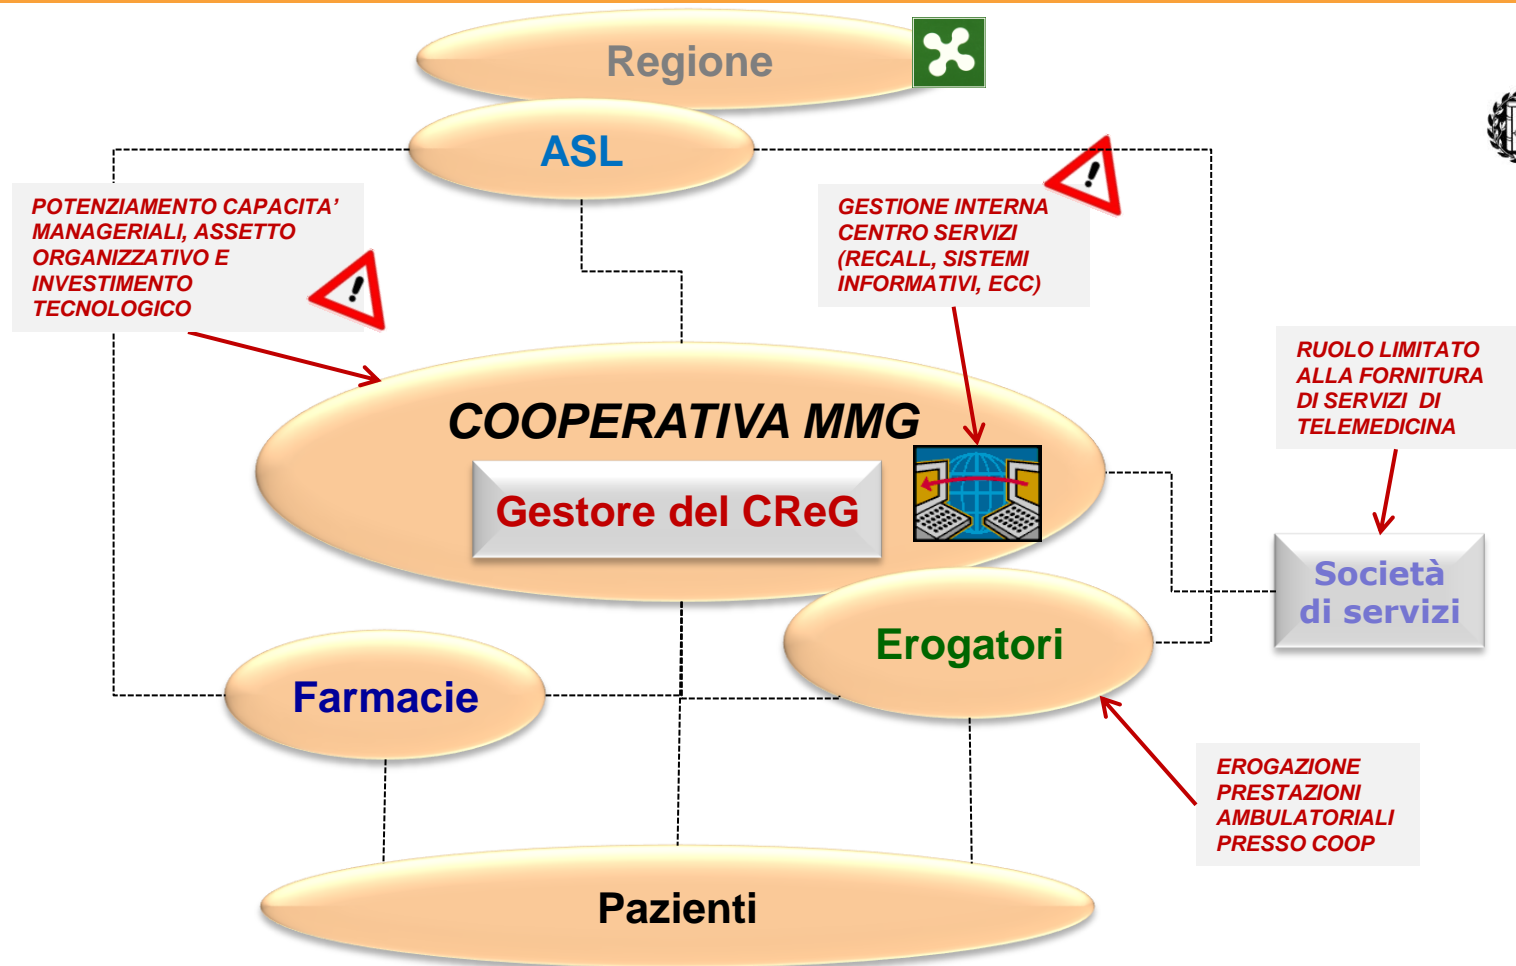 Regione
ASL
POTENZIAMENTO CAPACITA’
MANAGERIALI, ASSETTO
ORGANIZZATIVO E
INVESTIMENTO
TECNOLOGICO
GESTIONE INTERNA
CENTRO SERVIZI
(RECALL, SISTEMI
INFORMATIVI, ECC)
RUOLO LIMITATO
ALLA FORNITURA
DI SERVIZI DI
TELEMEDICINA
COOPERATIVA MMG
Gestore del CReG
Società
di servizi
Erogatori
Farmacie
EROGAZIONE
PRESTAZIONI
AMBULATORIALI
PRESSO COOP
Pazienti